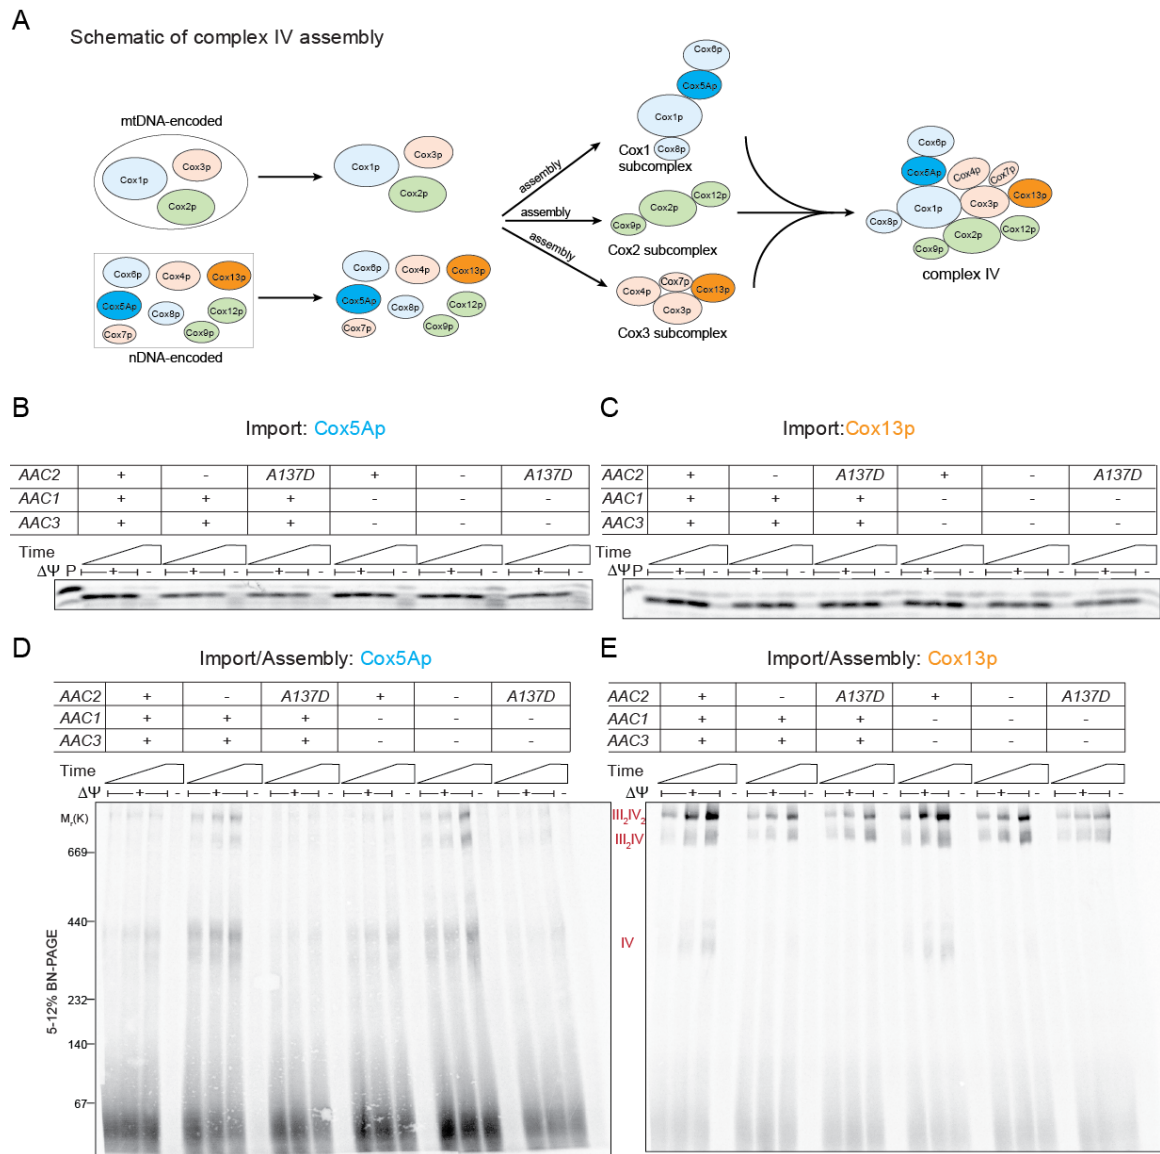 A
Schematic of complex IV assembly
mtDNA-encoded
Cox1p
Cox3p
Cox2p
Cox1p
Cox3p
Cox2p
nDNA-encoded
Cox6p
Cox4p
Cox13p
Cox5Ap
Cox8p
Cox12p
Cox7p
Cox9p
Cox6p
Cox4p
Cox13p
Cox5Ap
Cox8p
Cox12p
Cox7p
Cox9p
assembly
assembly
assembly
Cox6p
Cox5Ap
Cox1p
Cox8p
Cox1
subcomplex
Cox2p
Cox12p
Cox9p
Cox2 subcomplex
Cox4p
Cox7p
Cox13p
Cox3p
Cox3 subcomplex
Cox6p
Cox5Ap
Cox4p
Cox7p
Cox13p
Cox3p
Cox1p
Cox8p
Cox2p
Cox12p
Cox9p
complex IV
B
Import: Cox5Ap
AAC2 + - A137D + - A137D
AAC1 + + + - - -
AAC3 + + + - - -
Time
ΔΨ P + - + - + - + - + - + -
C
Import:Cox13p
AAC2 + - A137D + - A137D
AAC1 + + + - - -
AAC3 + + + - - -
Time
ΔΨ P + - + - + - + - + - + -
D
Import/Assembly: Cox5Ap
AAC2 + - A137D + - A137D
AAC1 + + + - - -
AAC3 + + + - - -
Time
ΔΨ + - + - + - + - + - + -
Mr(K)
669
440
232
140
67
5-12% BN-PAGE
E
Import/Assembly: Cox13p
AAC2 + - A137D + - A137D
AAC1 + + + - - -
AAC3 + + + - - -
Time
ΔΨ + - + - + - + - + - + -
III2IV2
III2IV
IV